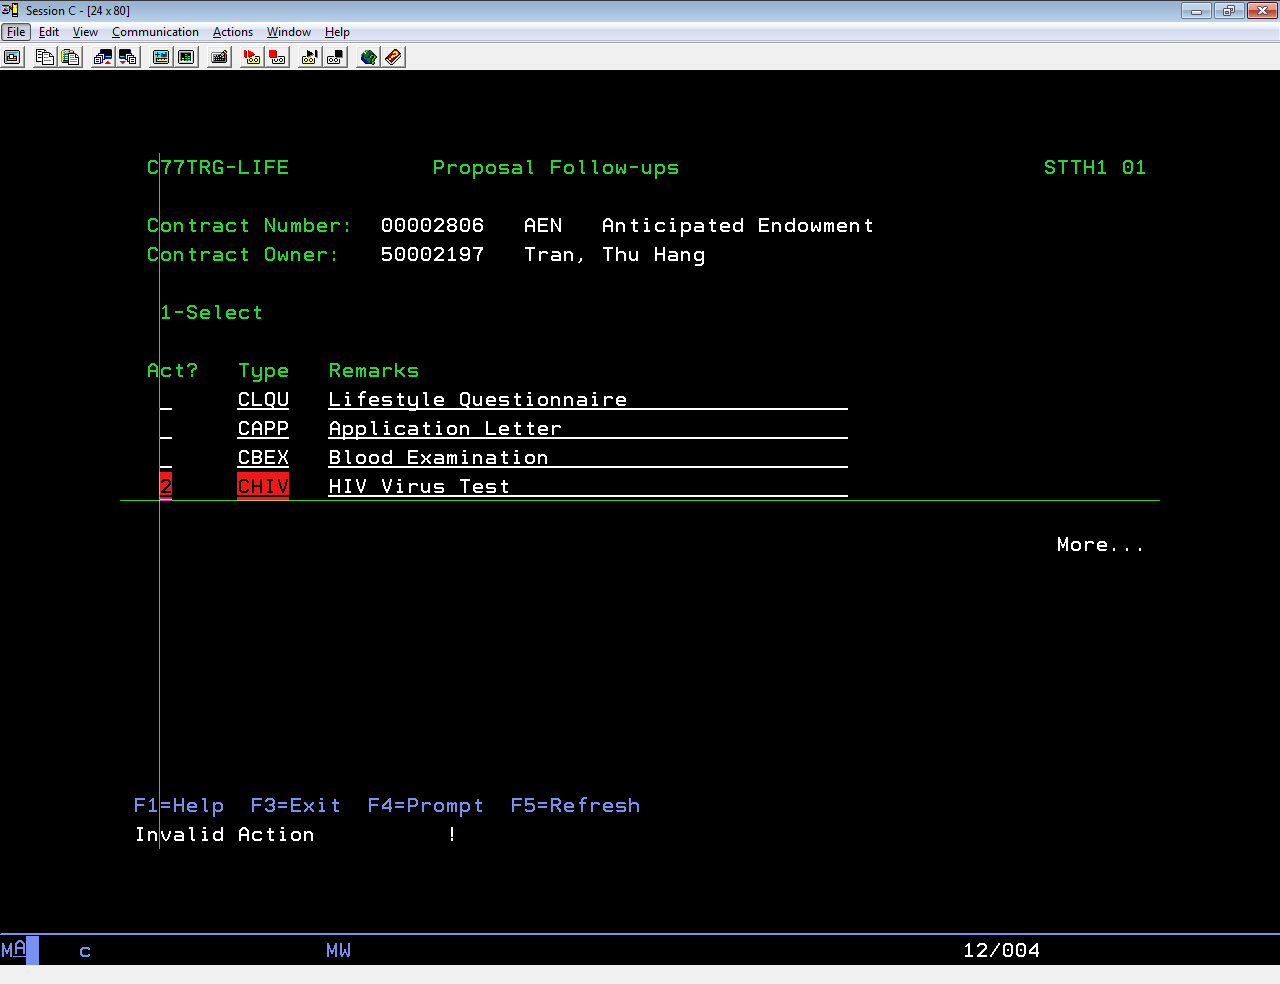 Session C - [24 x 80]
File Edit View Communication Actions Window Help
C77TRG-LIFE Proposal Follow-ups STTH1 01
Contract Number: 00002806 AEN Anticipated Endowment
Contract Owner: 50002197 Tran, Thu Hang
1-Select
Act? Type Remarks
_ CLQU Lifestyle Questionnaire
_ CAPP Application Letter
_ CBEX Blood Examination
2 CHIV HIV Virus Test
More...
F1=Help F3=Exit F4=Prompt F5=Refresh
Invalid Action !
MA c MW 12/004